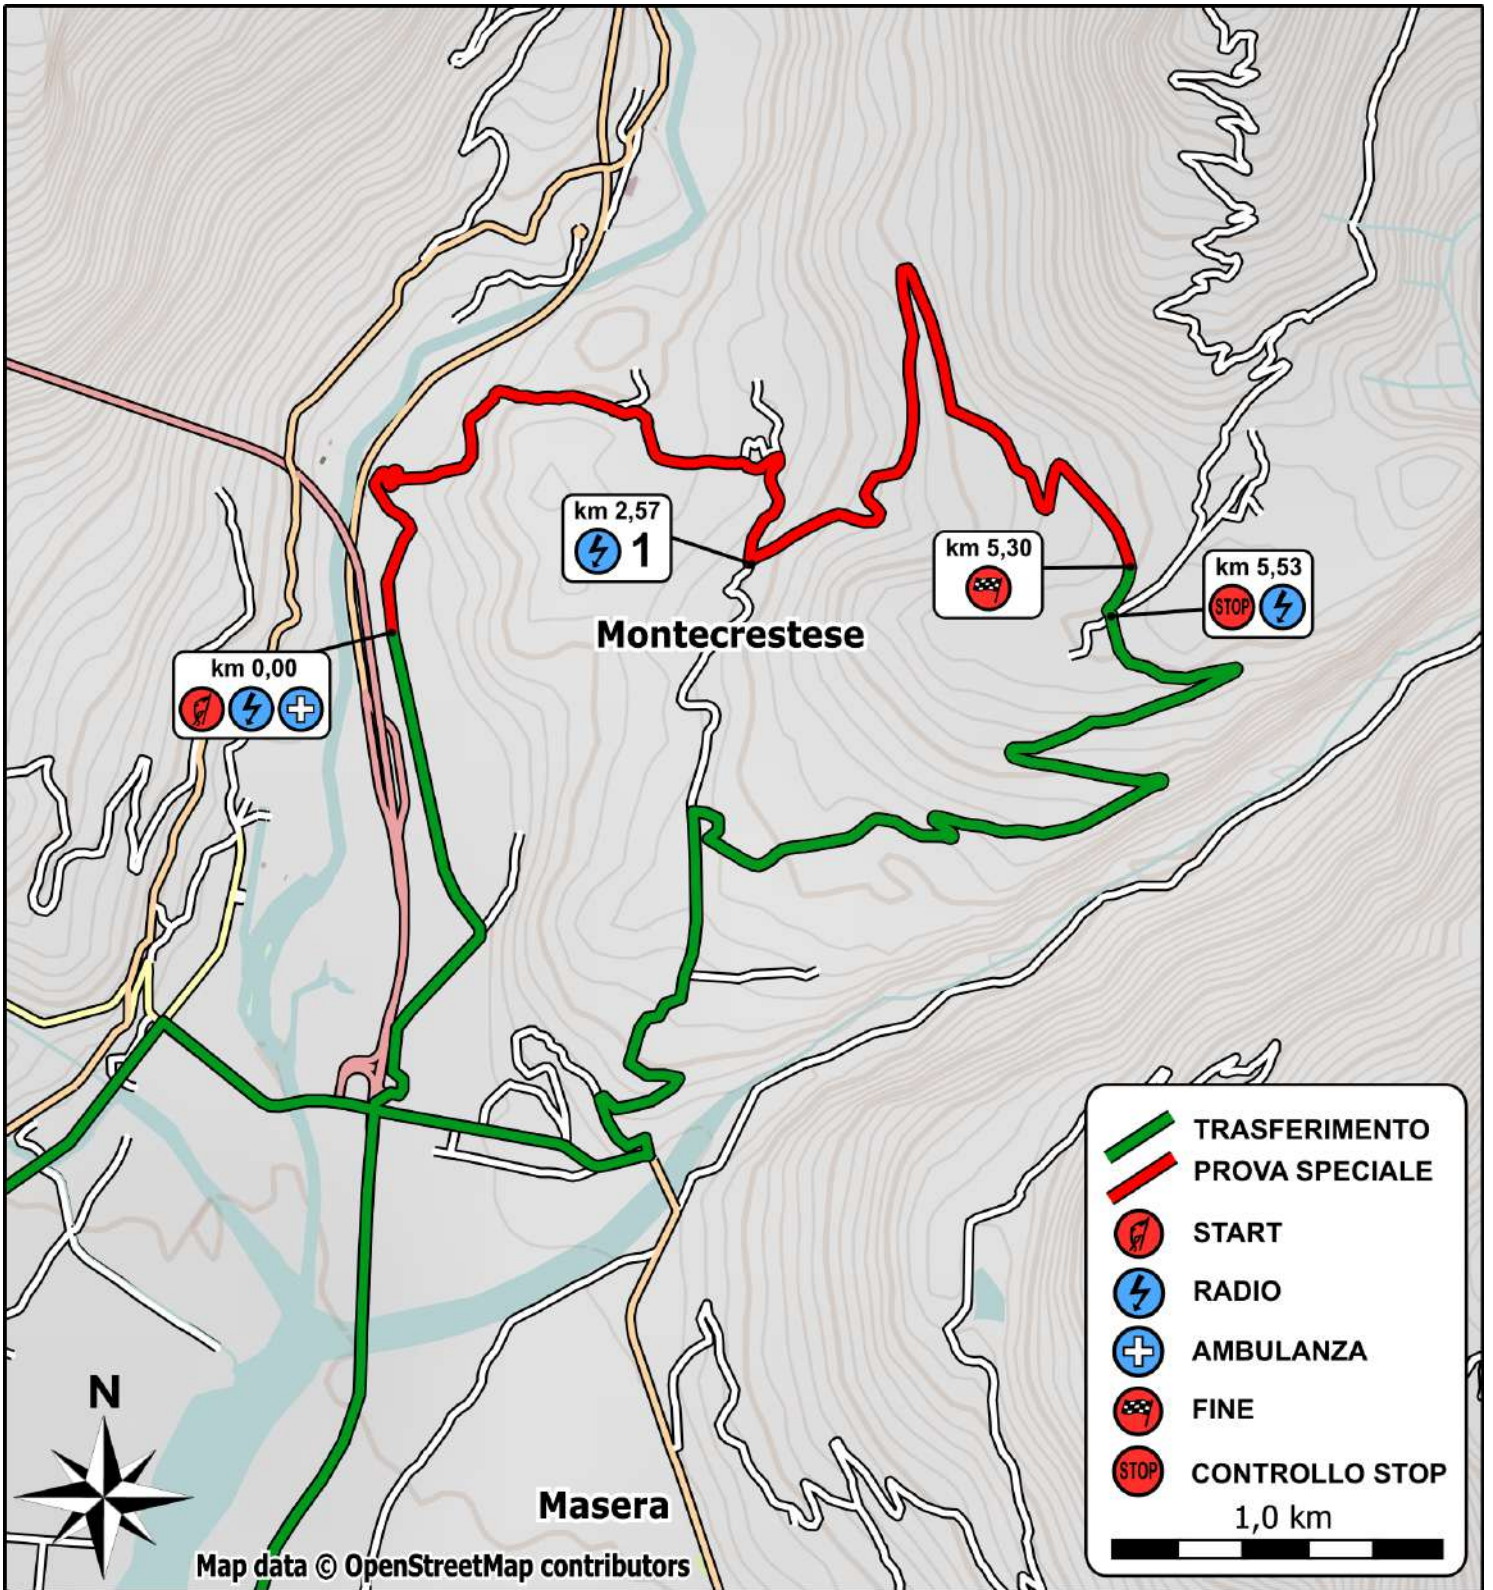 km 2,57
1
km 5,30
km 5,53
STOP
Montecrestese
km 0,00
TRASFERIMENTO
PROVA SPECIALE
START
RADIO
AMBULANZA
FINE
STOP CONTROLLO STOP
1,0 km
N
Masera
Map data © OpenStreetMap contributors